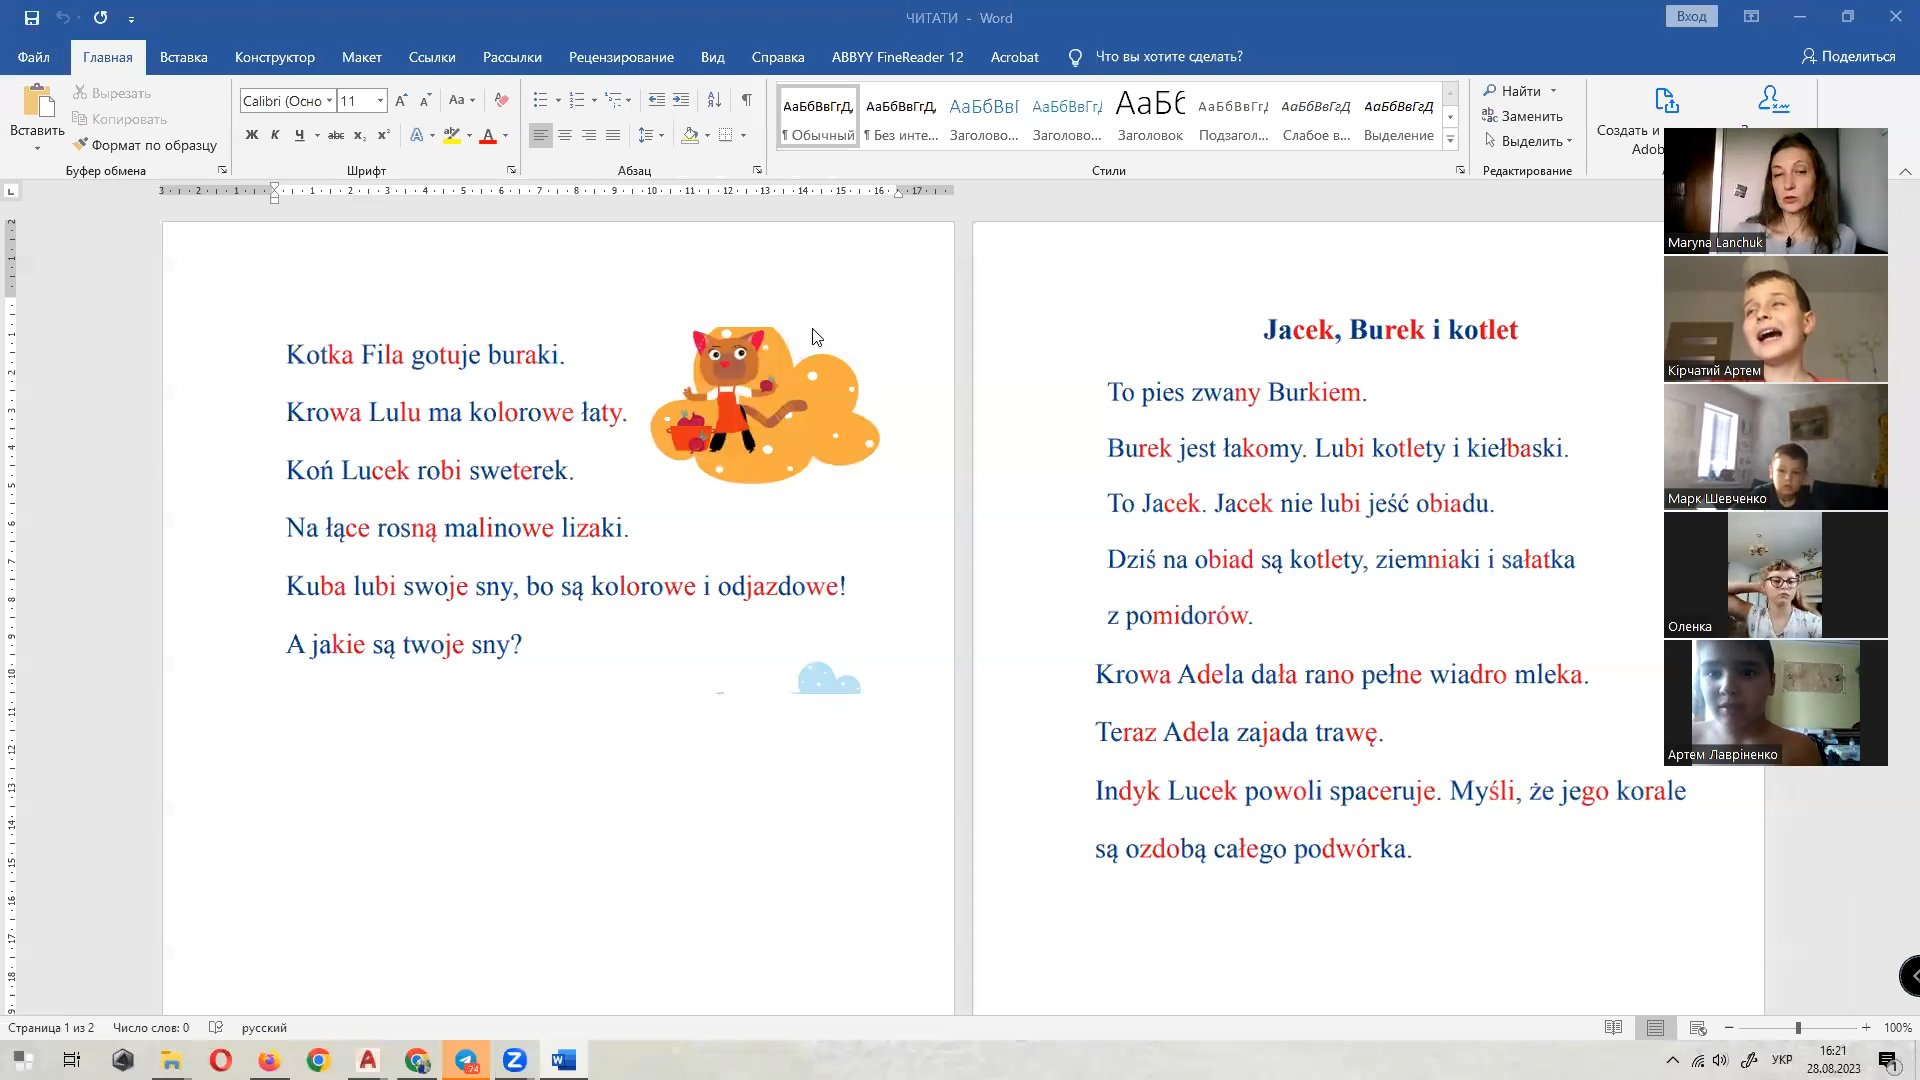 ЧИТАТИ - Word
Вход
Файл Главная Вставка Конструктор Макет Ссылки Рассылки Рецензирование Вид Справка ABBYY FineReader 12 Acrobat Что вы хотите сделать? Поделиться
Вставить
Вырезать
Копировать
Формат по образцу
Буфер обмена
Calibri (Осно 11
Шрифт
Абзац
АаБбВвГгД, АаБбВвГгД, АаБбВвГ АаБбВвГг АаБб АаБбВвГг АаБбВвГгД АаБбВвГгД
¶ Обычный ¶ Без инте... Заголово... Заголово... Заголовок Подзагол... Слабое в... Выделение
Стили
Найти
Заменить
Выделить
Редактирование
Создать и
Adob
Kotka Fila gotuje buraki.
Krowa Lulu ma kolorowe łaty.
Koń Lucek robi sweterek.
Na łące rosną malinowe lizaki.
Kuba lubi swoje sny, bo są kolorowe i odjazdowe!
A jakie są twoje sny?
Jacek, Burek i kotlet
To pies zwany Burkiem.
Burek jest łakomy. Lubi kotlety i kiełbaski.
To Jacek. Jacek nie lubi jeść obiadu.
Dziś na obiad są kotlety, ziemniaki i sałatka
z pomidorów.
Krowa Adela dała rano pełne wiadro mleka.
Teraz Adela zajada trawę.
Indyk Lucek powoli spaceruje. Myśli, że jego korale
są ozdobą całego podwórka.
Maryna Lanchuk
Кірчатий Артем
Марк Шевченко
Оленка
Артем Лавріненко
Страница 1 из 2 Число слов: 0 русский
100%
74
УКР
16:21
28.08.2023